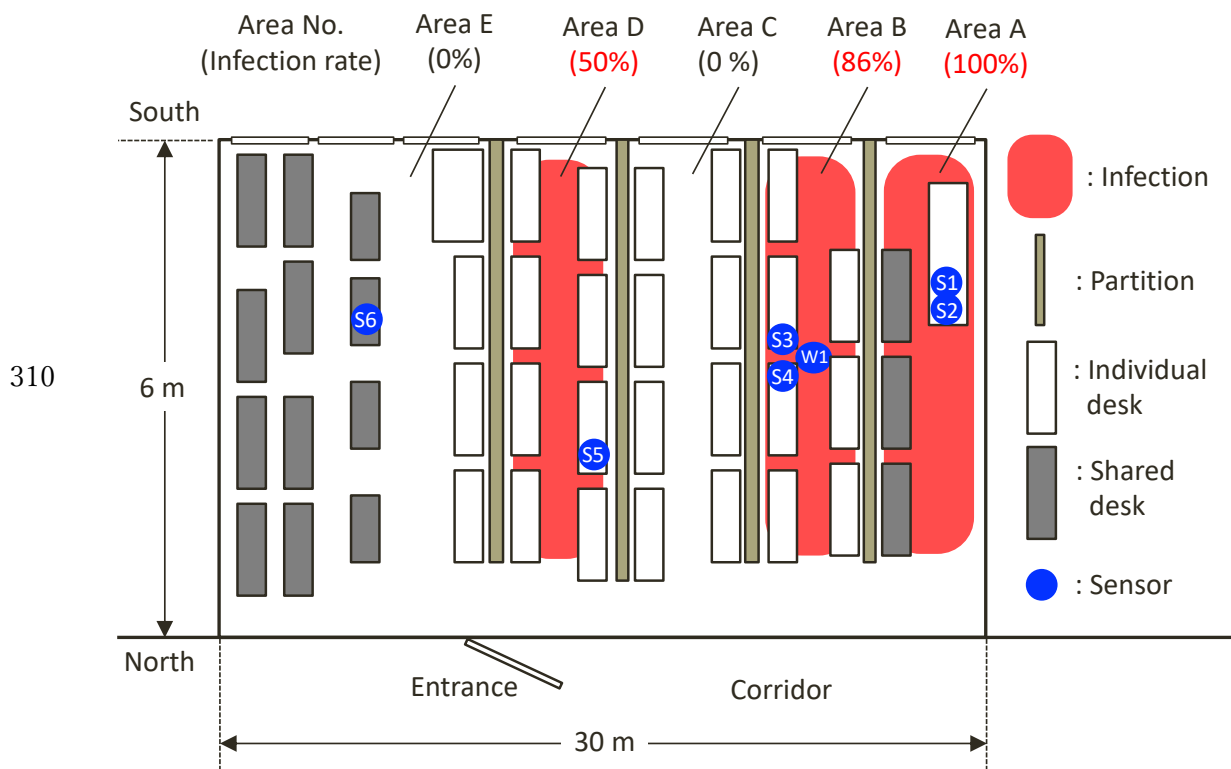 Area No.
(Infection rate)
Area E
(0%)
Area D
(50%)
Area C
(0 %)
Area B
(86%)
Area A
(100%)
South
: Infection
: Partition
: Individual
desk
: Shared
desk
: Sensor
S1
S2
S3
W1
S4
S5
S6
310
6 m
North
Entrance
Corridor
30 m